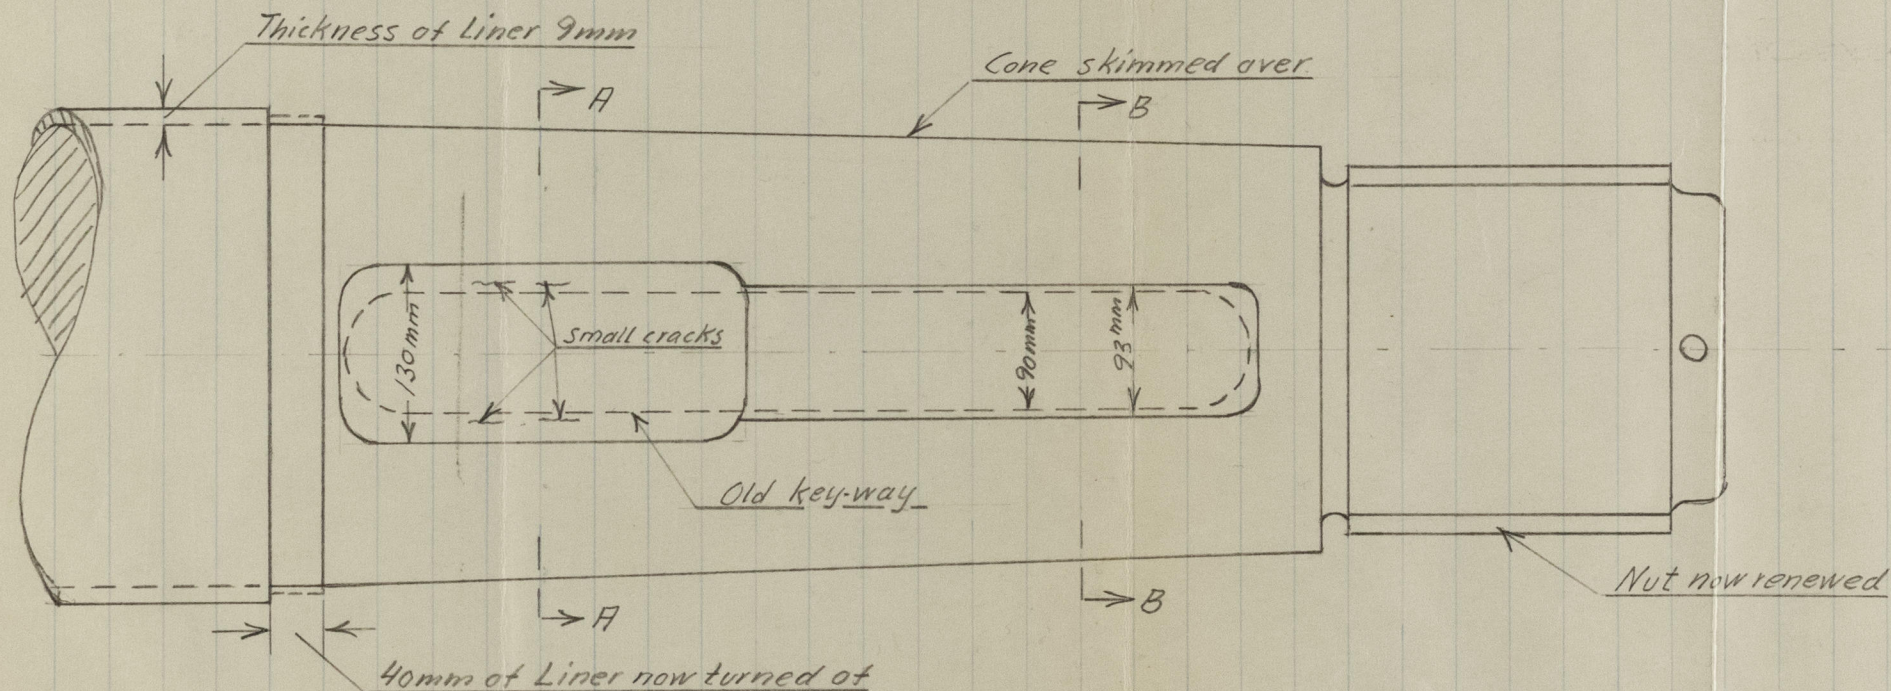 Thickness of Liner 9mm
Cone skimmed over.
A
B
130mm
small cracks
90mm
93mm
Old key-way
Nut now renewed
A
B
40mm of Liner now turned of